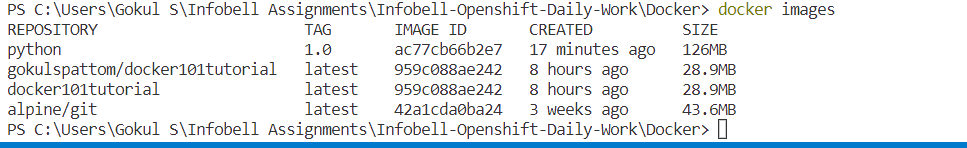 PS C:\Users\Gokul S\Infobell Assignments\Infobell-Openshift-Daily-Work\Docker> docker images
REPOSITORY TAG IMAGE ID CREATED SIZE
python 1.0 ac77cb66b2e7 17 minutes ago 126MB
gokulspattom/docker101tutorial latest 959c088ae242 8 hours ago 28.9MB
docker101tutorial latest 959c088ae242 8 hours ago 28.9MB
alpine/git latest 42a1cda0ba24 3 weeks ago 43.6MB
PS C:\Users\Gokul S\Infobell Assignments\Infobell-Openshift-Daily-Work\Docker>